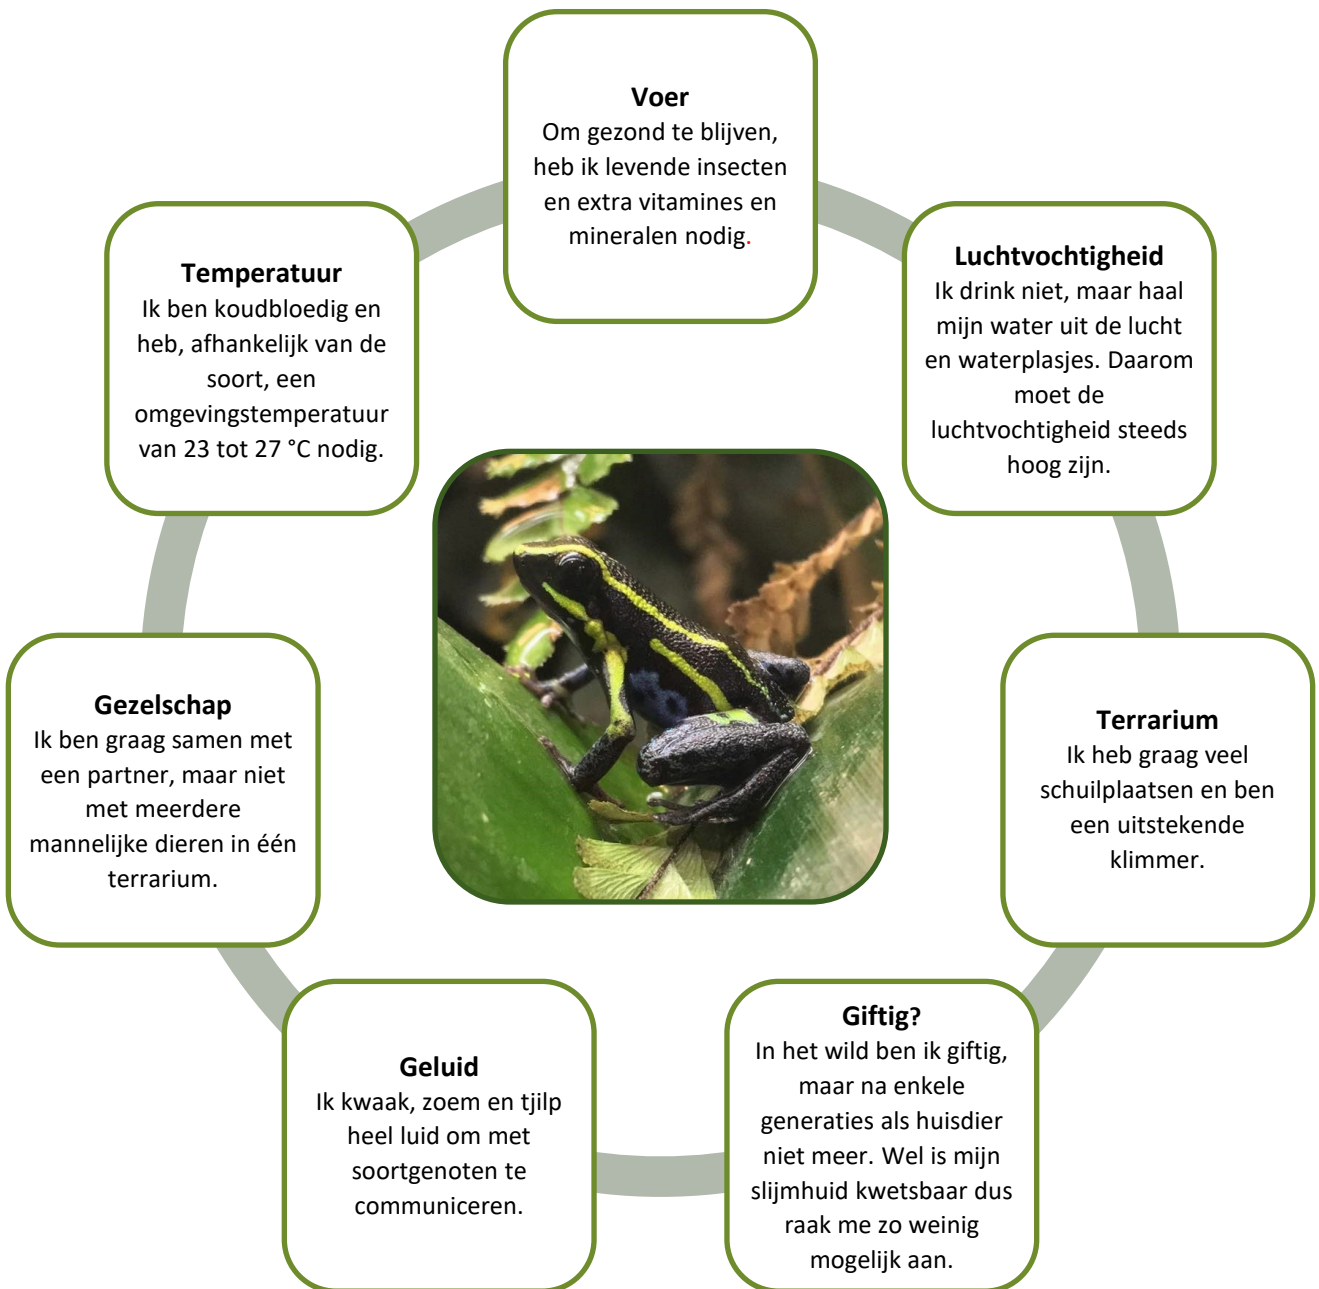 Voer
Om gezond te blijven,
heb ik levende insecten
en extra vitamines en
mineralen nodig.
Luchtvochtigheid
Ik drink niet, maar haal
mijn water uit de lucht
en waterplasjes. Daarom
moet de
luchtvochtigheid steeds
hoog zijn.
Terrarium
Ik heb graag veel
schuilplaatsen en ben
een uitstekende
klimmer.
Giftig?
In het wild ben ik giftig,
maar na enkele
generaties als huisdier
niet meer. Wel is mijn
slijmhuid kwetsbaar dus
raak me zo weinig
mogelijk aan.
Geluid
Ik kwaak, zoem en tjilp
heel luid om met
soortgenoten te
communiceren.
Gezelschap
Ik ben graag samen met
een partner, maar niet
met meerdere
mannelijke dieren in één
terrarium.
Temperatuur
Ik ben koudbloedig en
heb, afhankelijk van de
soort, een
omgevingstemperatuur
van 23 tot 27 °C nodig.